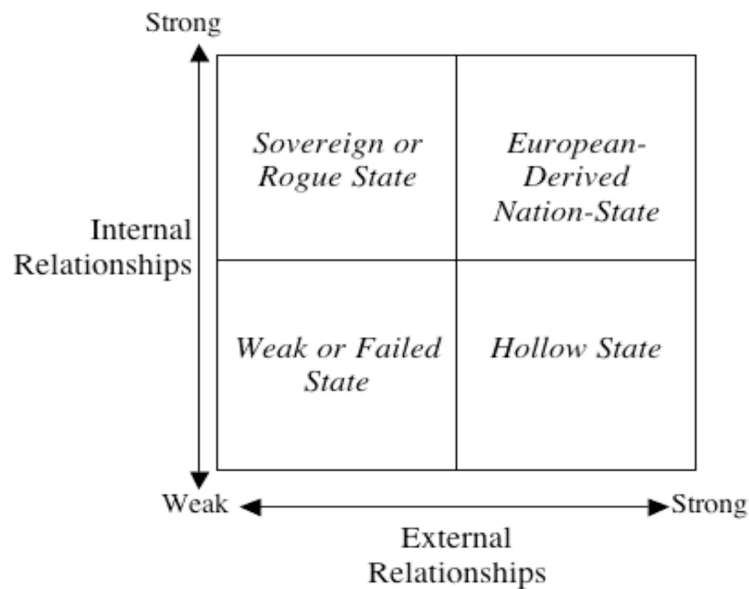 Strong
Sovereign or
Rogue State
European-
Derived
Nation-State
Internal
Relationships
Weak or Failed
State
Hollow State
Weak
Strong
External
Relationships